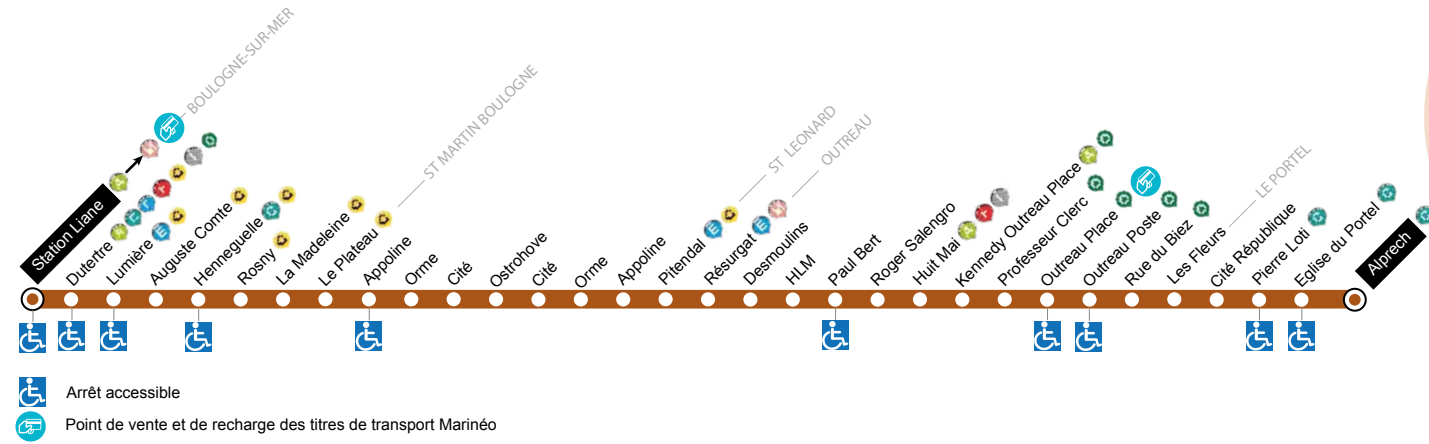 BOULOGNE-SUR-MER
ST MARTIN BOULOGNE
ST LEONARD
OUTREAU
LE PORTEL
Station Liane
Dutertre
Lumière
Auguste Comte
Henneguelle
Rosny
La Madeleine
Le Plateau
Appoline
Orme
Cité
Ostrohove
Cité
Orme
Appoline
Pitendal
Résurgat
Desmoulins
HLM
Paul Bert
Roger Salengro
Huit Mai
Kennedy Outreau Place
Professeur Clerc
Outreau Place
Outreau Poste
Rue du Biez
Les Fleurs
Cité République
Pierre Loti
Eglise du Portel
Alprech
Arrêt accessible
Point de vente et de recharge des titres de transport Marinéo